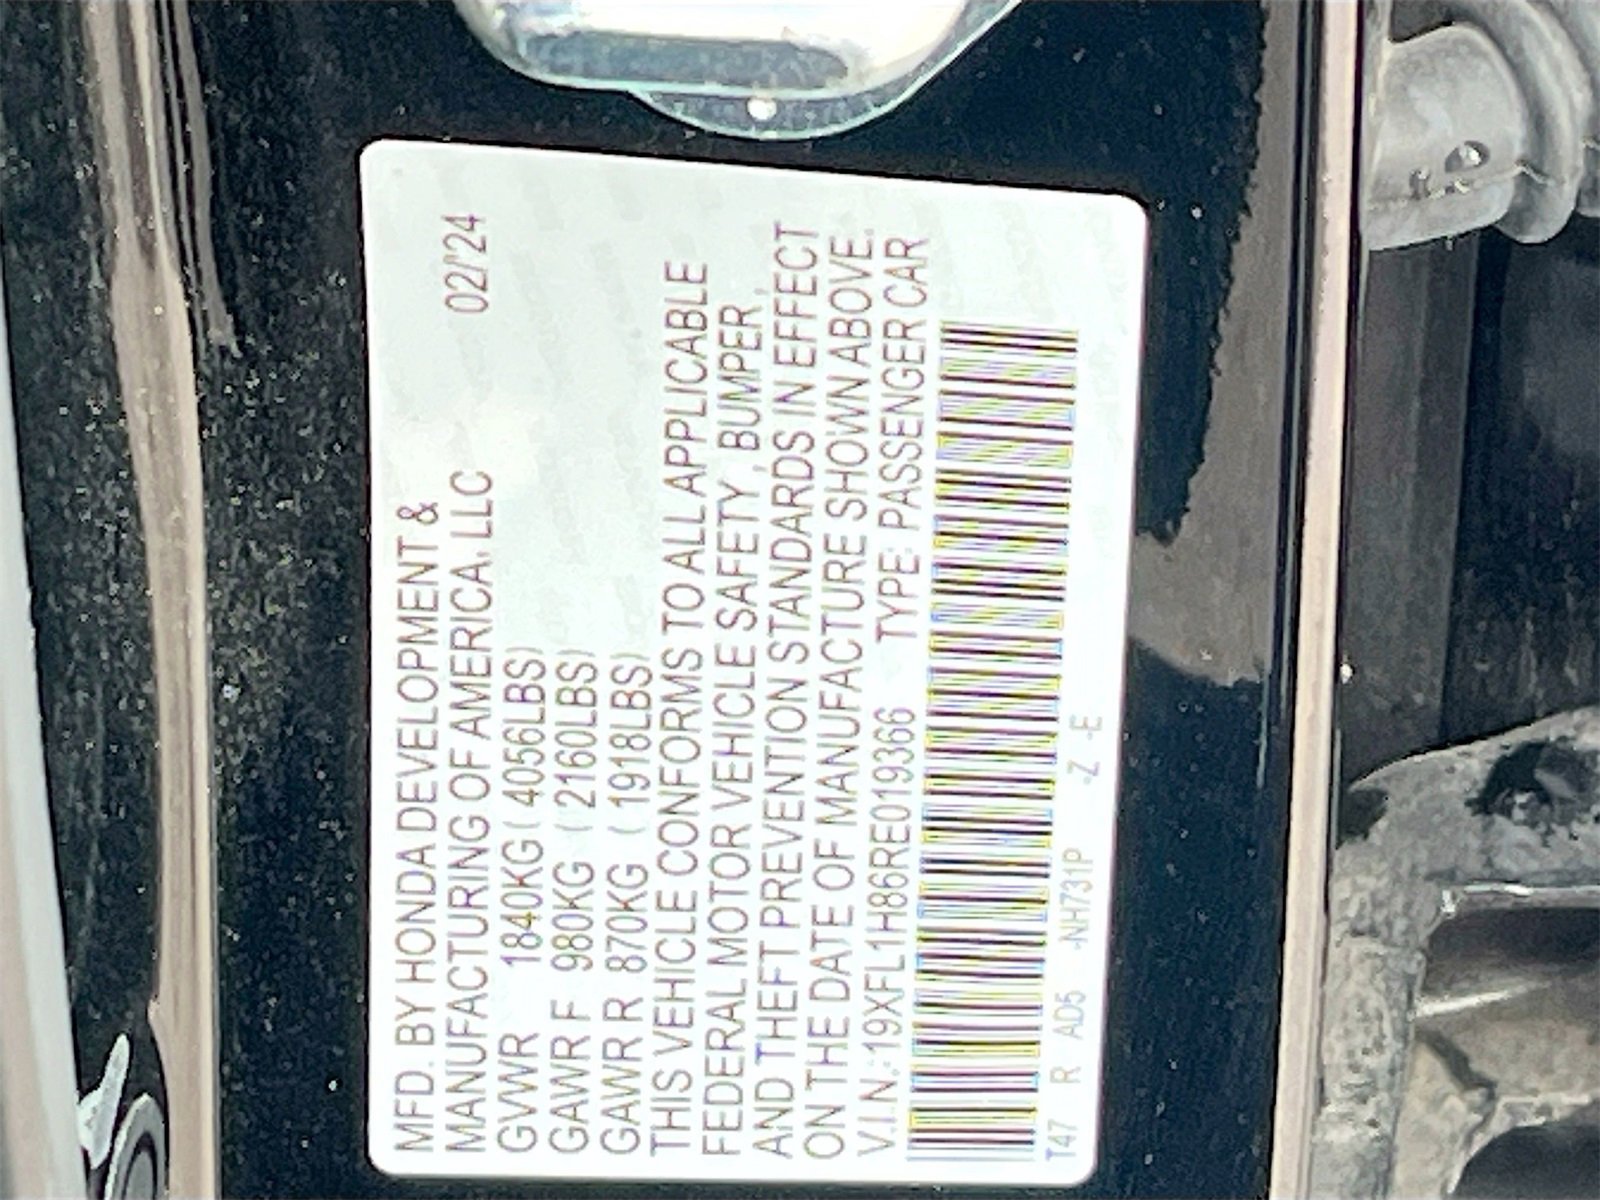 MFD. BY HONDA DEVELOPMENT &
MANUFACTURING OF AMERICA, LLC 02/'24
GVWR 1840KG ( 4056LBS)
GAWR F 980KG ( 2160LBS)
GAWR R 870KG ( 1918LBS)
THIS VEHICLE CONFORMS TO ALL APPLICABLE
FEDERAL MOTOR VEHICLE SAFETY, BUMPER,
AND THEFT PREVENTION STANDARDS IN EFFECT
ON THE DATE OF MANUFACTURE SHOWN ABOVE.
V.I.N.:19XFL1H86RE019366 TYPE: PASSENGER CAR
T47 R AD5 -NH731P -Z -E